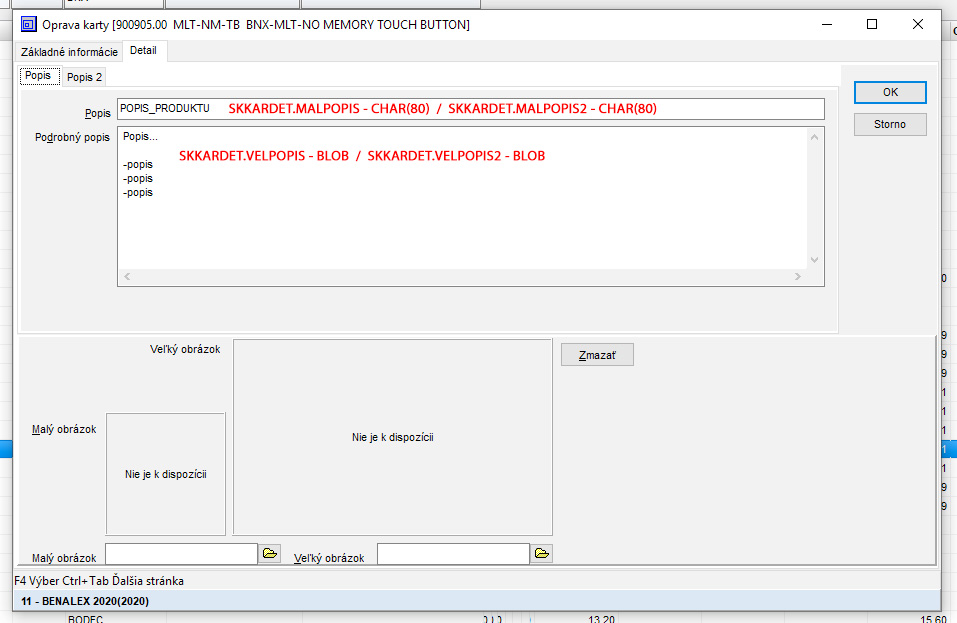 Oprava karty [900905.00  MLT-NM-TB  BNX-MLT-NO MEMORY TOUCH BUTTON]
Základné informácie Detail
Popis Popis 2
OK
Popis POPIS_PRODUKTU SKKARDET.MALPOPIS - CHAR(80)  /  SKKARDET.MALPOPIS2 - CHAR(80)
Storno
Podrobný popis Popis...
SKKARDET.VELPOPIS - BLOB  /  SKKARDET.VELPOPIS2 - BLOB
-popis
-popis
-popis
Veľký obrázok
Zmazať
Malý obrázok
Nie je k dispozícii
Nie je k dispozícii
Malý obrázok Veľký obrázok
F4 Výber Ctrl+Tab Ďalšia stránka
11 - BENALEX 2020(2020)
BODEC 13,20 15,60